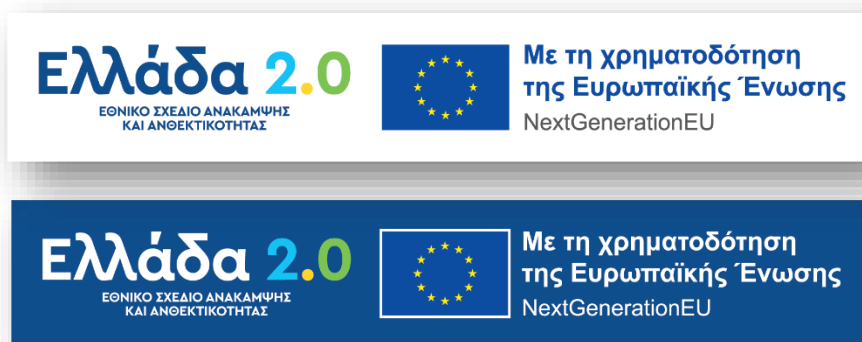 Ελλάδα 2.0
ΕΘΝΙΚΟ ΣΧΕΔΙΟ ΑΝΑΚΑΜΨΗΣ
ΚΑΙ ΑΝΘΕΚΤΙΚΟΤΗΤΑΣ
Με τη χρηματοδότηση
της Ευρωπαϊκής Ένωσης
NextGenerationEU
Ελλάδα 2.0
ΕΘΝΙΚΟ ΣΧΕΔΙΟ ΑΝΑΚΑΜΨΗΣ
ΚΑΙ ΑΝΘΕΚΤΙΚΟΤΗΤΑΣ
Με τη χρηματοδότηση
της Ευρωπαϊκής Ένωσης
NextGenerationEU